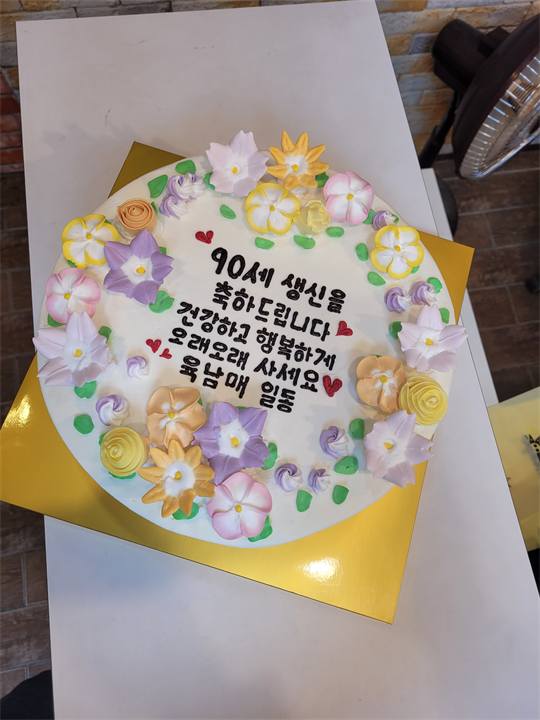 90세 생신을
축하드립니다
건강하고 행복하게
오래오래 사세요
육남매 일동